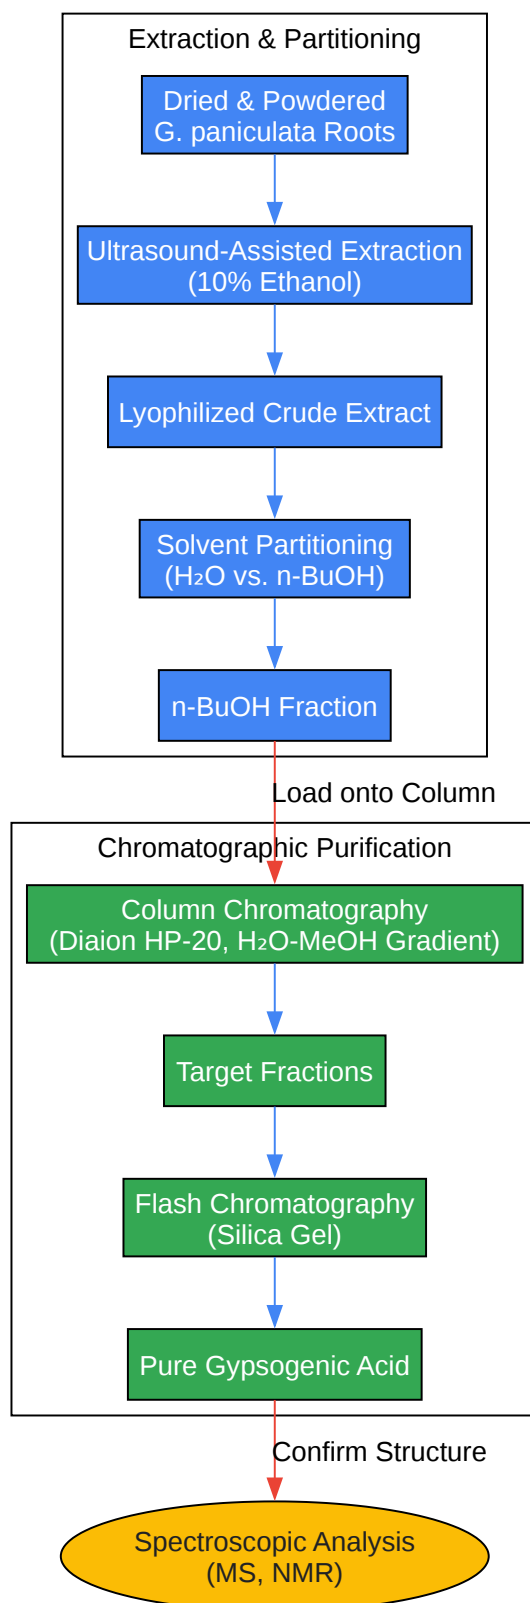 Extraction & Partitioning
Dried & Powdered
G. paniculata Roots
Ultrasound-Assisted Extraction
(10% Ethanol)
Lyophilized Crude Extract
Solvent Partitioning
(H₂O vs. n-BuOH)
n-BuOH Fraction
Load onto Column
Chromatographic Purification
Column Chromatography
(Diaion HP-20, H₂O-MeOH Gradient)
Target Fractions
Flash Chromatography
(Silica Gel)
Pure Gypsogenic Acid
Confirm Structure
Spectroscopic Analysis
(MS, NMR)